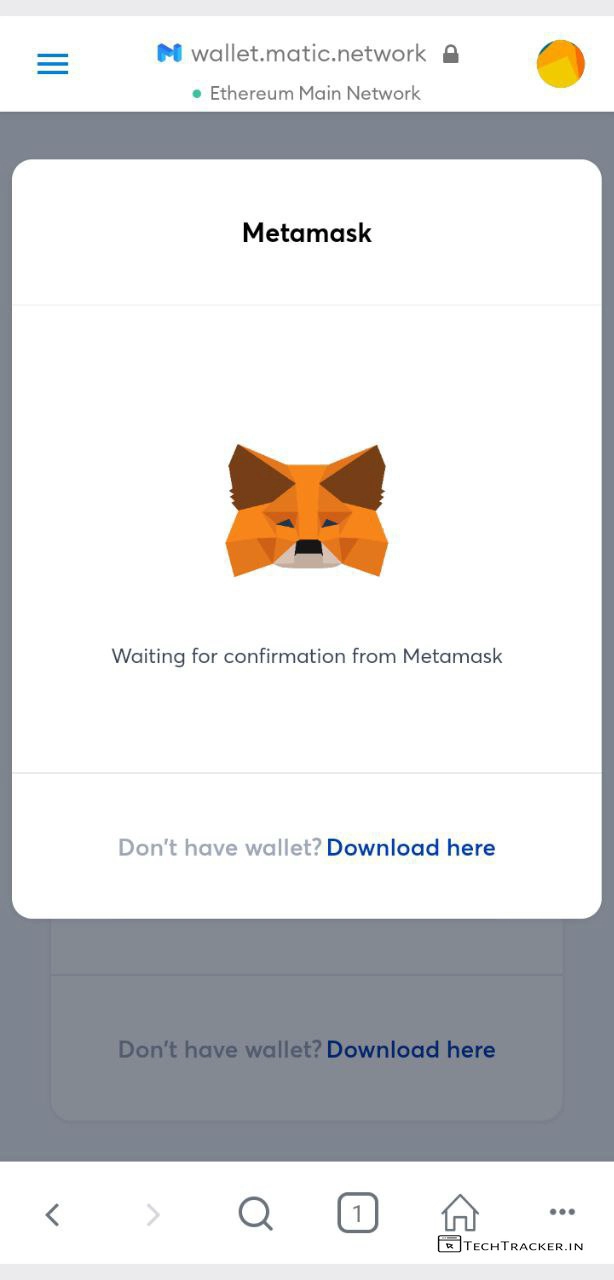 wallet.matic.network
Ethereum Main Network
Metamask
Waiting for confirmation from Metamask
Don't have wallet? Download here
Don't have wallet? Download here
1
TechTracker.in